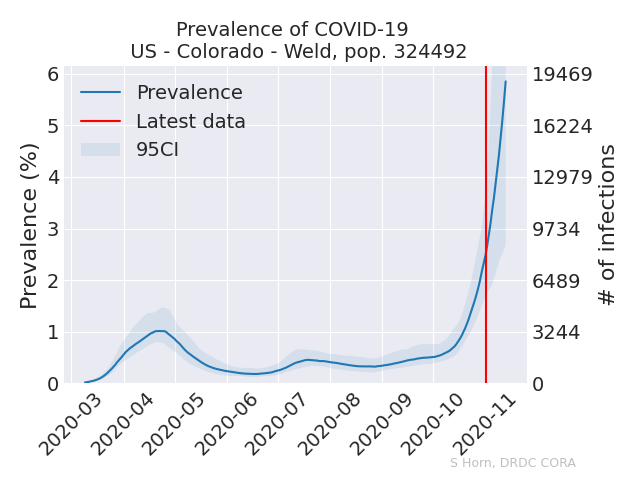 Prevalence of COVID-19
US - Colorado - Weld, pop. 324492
Prevalence
Latest data
95CI
Prevalence (%)
6
5
4
3
2
1
0
19469
16224
12979
9734
6489
3244
0
# of infections
2020-03
2020-04
2020-05
2020-06
2020-07
2020-08
2020-09
2020-10
2020-11
S Horn, DRDC CORA